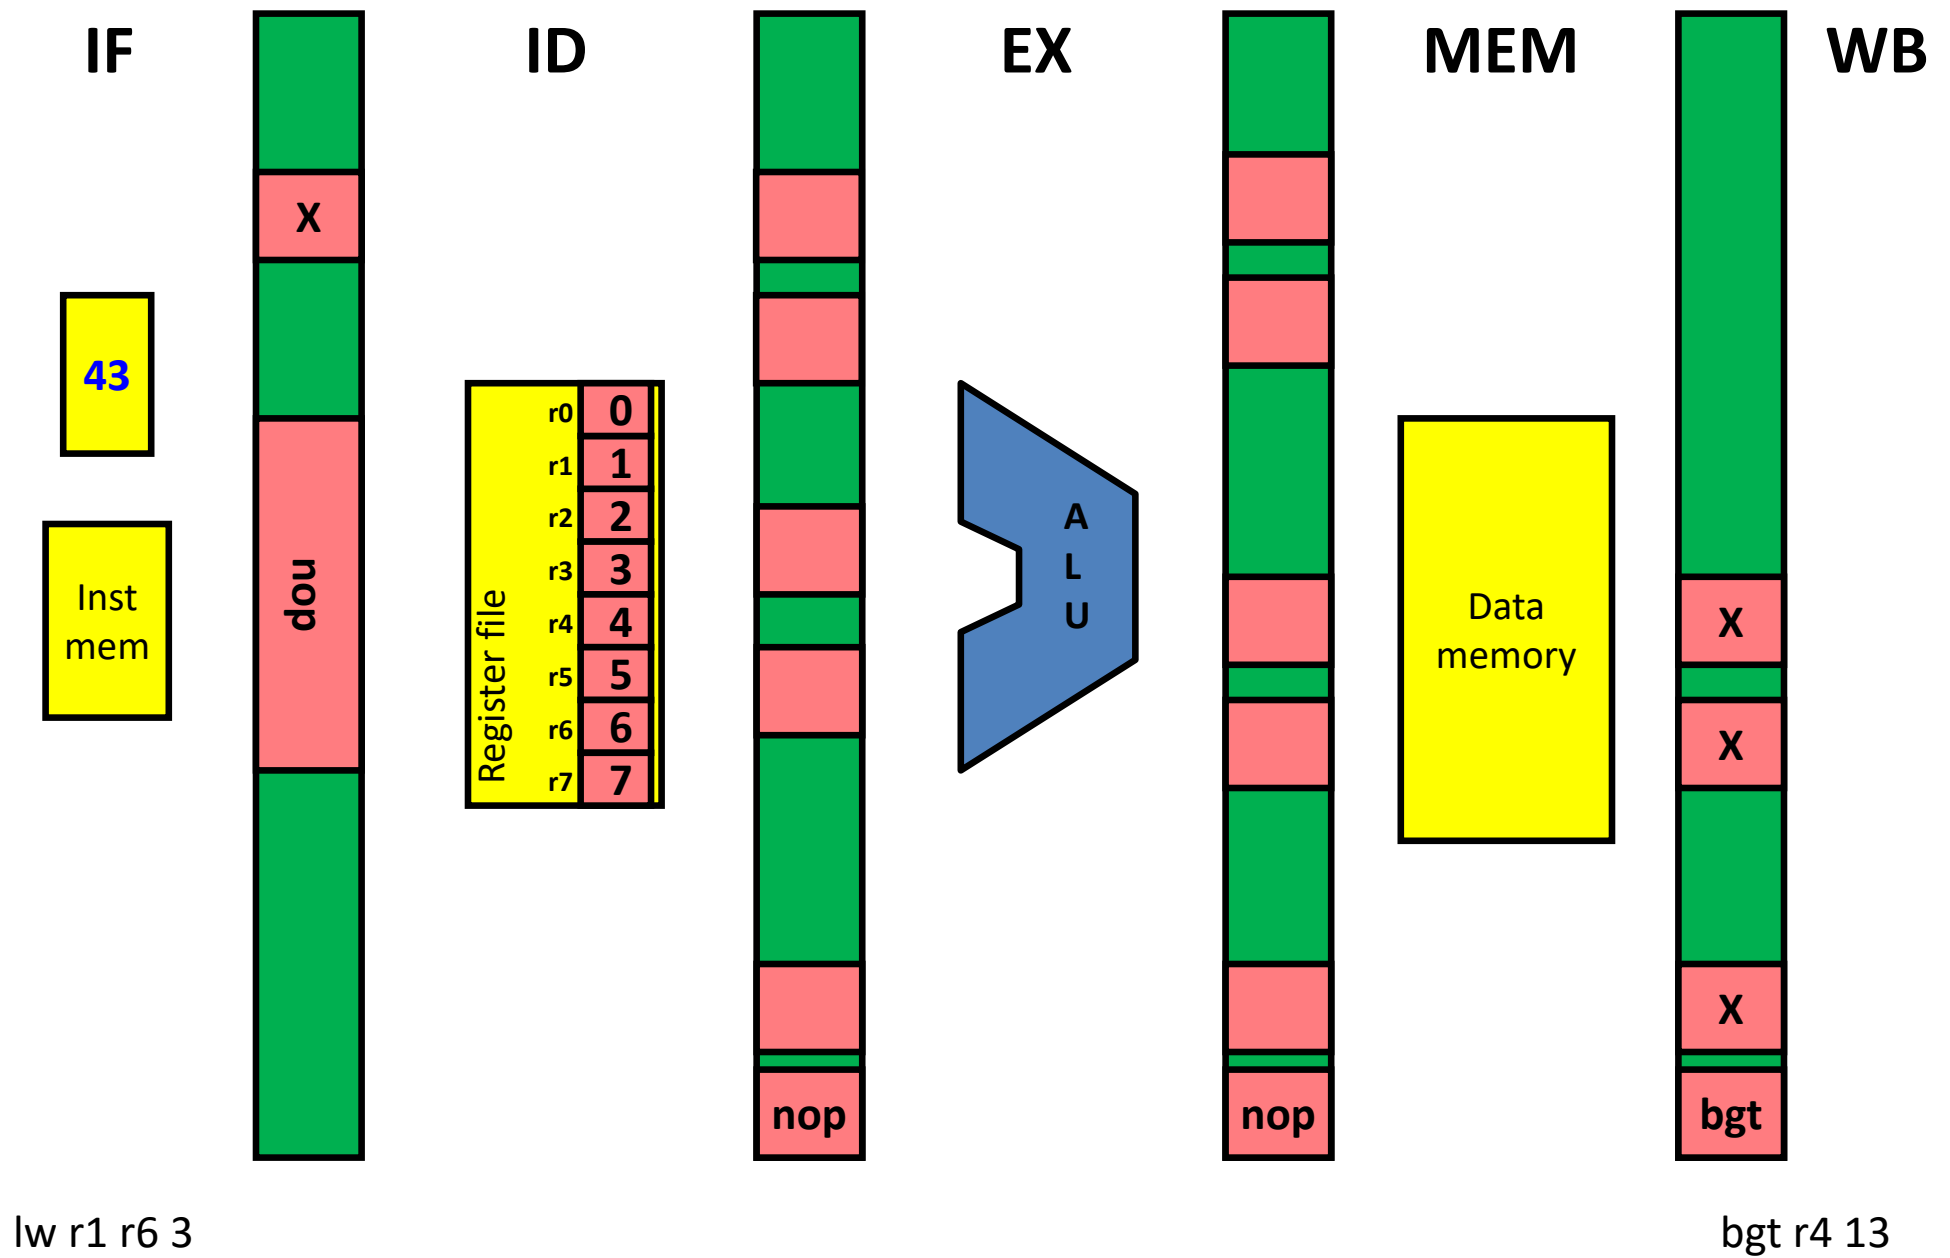 IF
ID
EX
MEM
WB
X
43
nop
Inst
mem
Register file
r0 0
r1 1
r2 2
r3 3
r4 4
r5 5
r6 6
r7 7
A
L
U
Data
memory
X
X
X
nop
nop
bgt
lw r1 r6 3
bgt r4 13